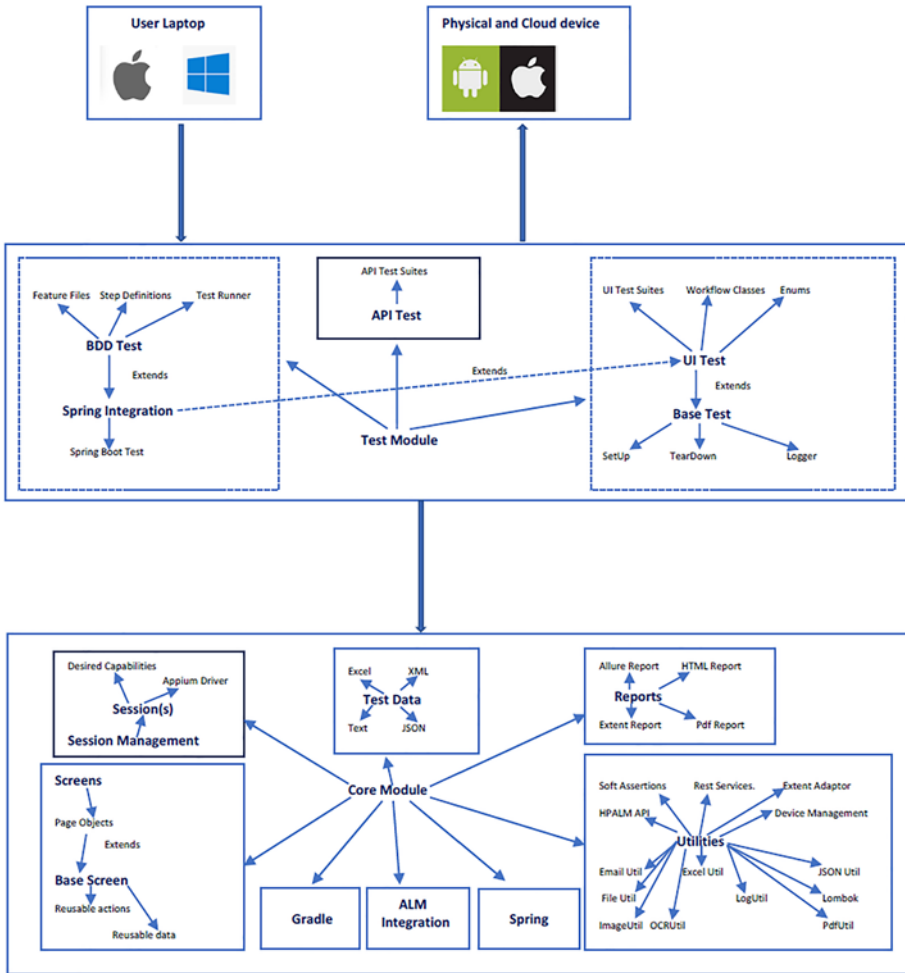 User Laptop
Physical and Cloud device
Feature Files
Step Definitions
Test Runner
BDD Test
Extends
Spring Integration
Spring Boot Test
API Test Suites
API Test
Extends
Test Module
UI Test Suites
Workflow Classes
Enums
UI Test
Extends
Base Test
SetUp
TearDown
Logger
Desired Capabilities
Appium Driver
Session(s)
Session Management
Excel
XML
Test Data
Text
JSON
Allure Report
HTML Report
Reports
Extent Report
Pdf Report
Core Module
Screens
Page Objects
Extends
Base Screen
Reusable actions
Reusable data
Gradle
ALM
Integration
Spring
Soft Assertions
Rest Services.
Extent Adaptor
HPALM API
Device Management
Utilities
Email Util
Excel Util
JSON Util
File Util
LogUtil
Lombok
ImageUtil
OCRUtil
PdfUtil